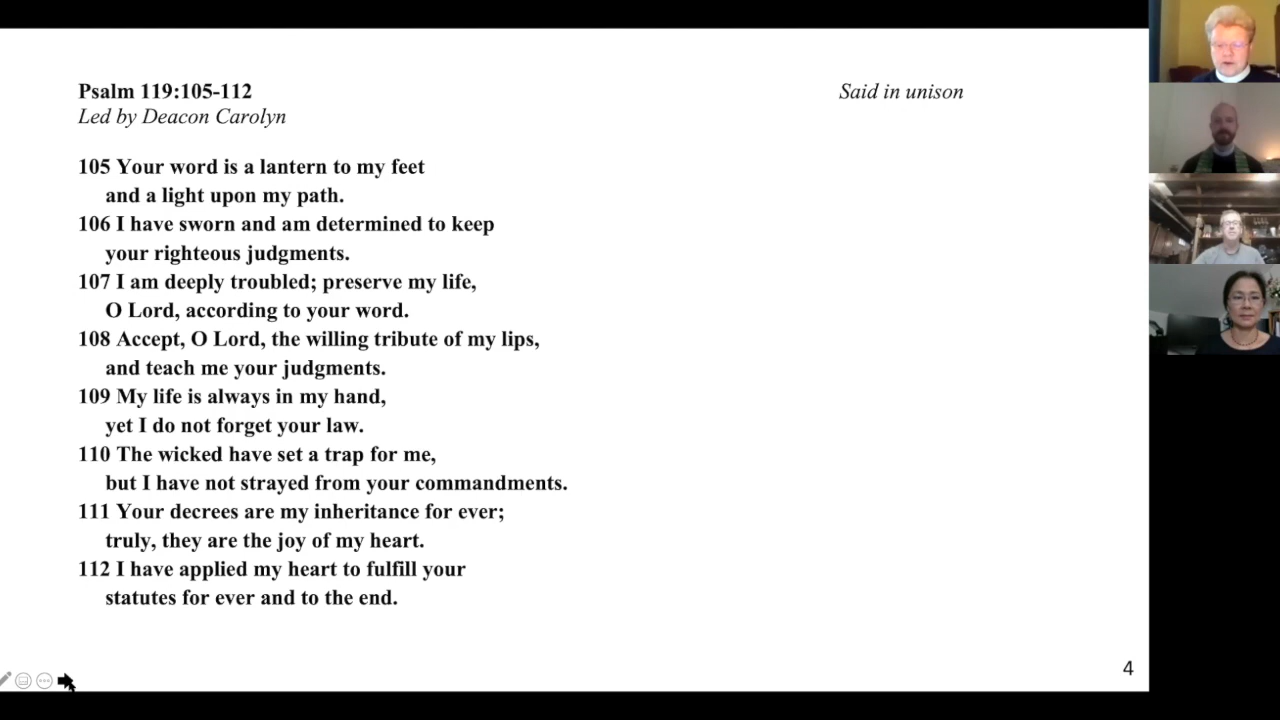 Psalm 119:105-112
Said in unison
Led by Deacon Carolyn
105 Your word is a lantern to my feet
and a light upon my path.
106 I have sworn and am determined to keep
your righteous judgments.
107 I am deeply troubled; preserve my life,
O Lord, according to your word.
108 Accept, O Lord, the willing tribute of my lips,
and teach me your judgments.
109 My life is always in my hand,
yet I do not forget your law.
110 The wicked have set a trap for me,
but I have not strayed from your commandments.
111 Your decrees are my inheritance for ever;
truly, they are the joy of my heart.
112 I have applied my heart to fulfill your
statutes for ever and to the end.
4